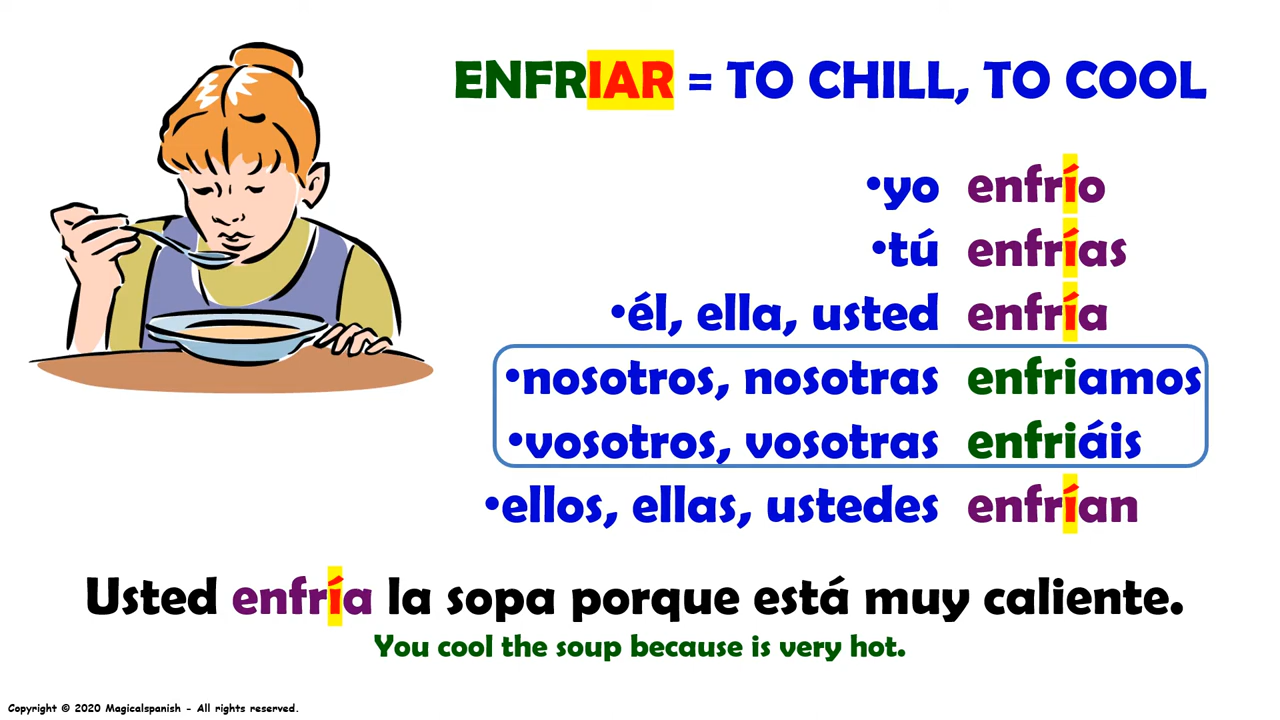 ENFRIAR = TO CHILL, TO COOL
•yo enfrío
•tú enfrías
•él, ella, usted enfría
•nosotros, nosotras enfriamos
•vosotros, vosotras enfriáis
•ellos, ellas, ustedes enfrían
Usted enfría la sopa porque está muy caliente.
You cool the soup because is very hot.
Copyright © 2020 Magicalspanish - All rights reserved.